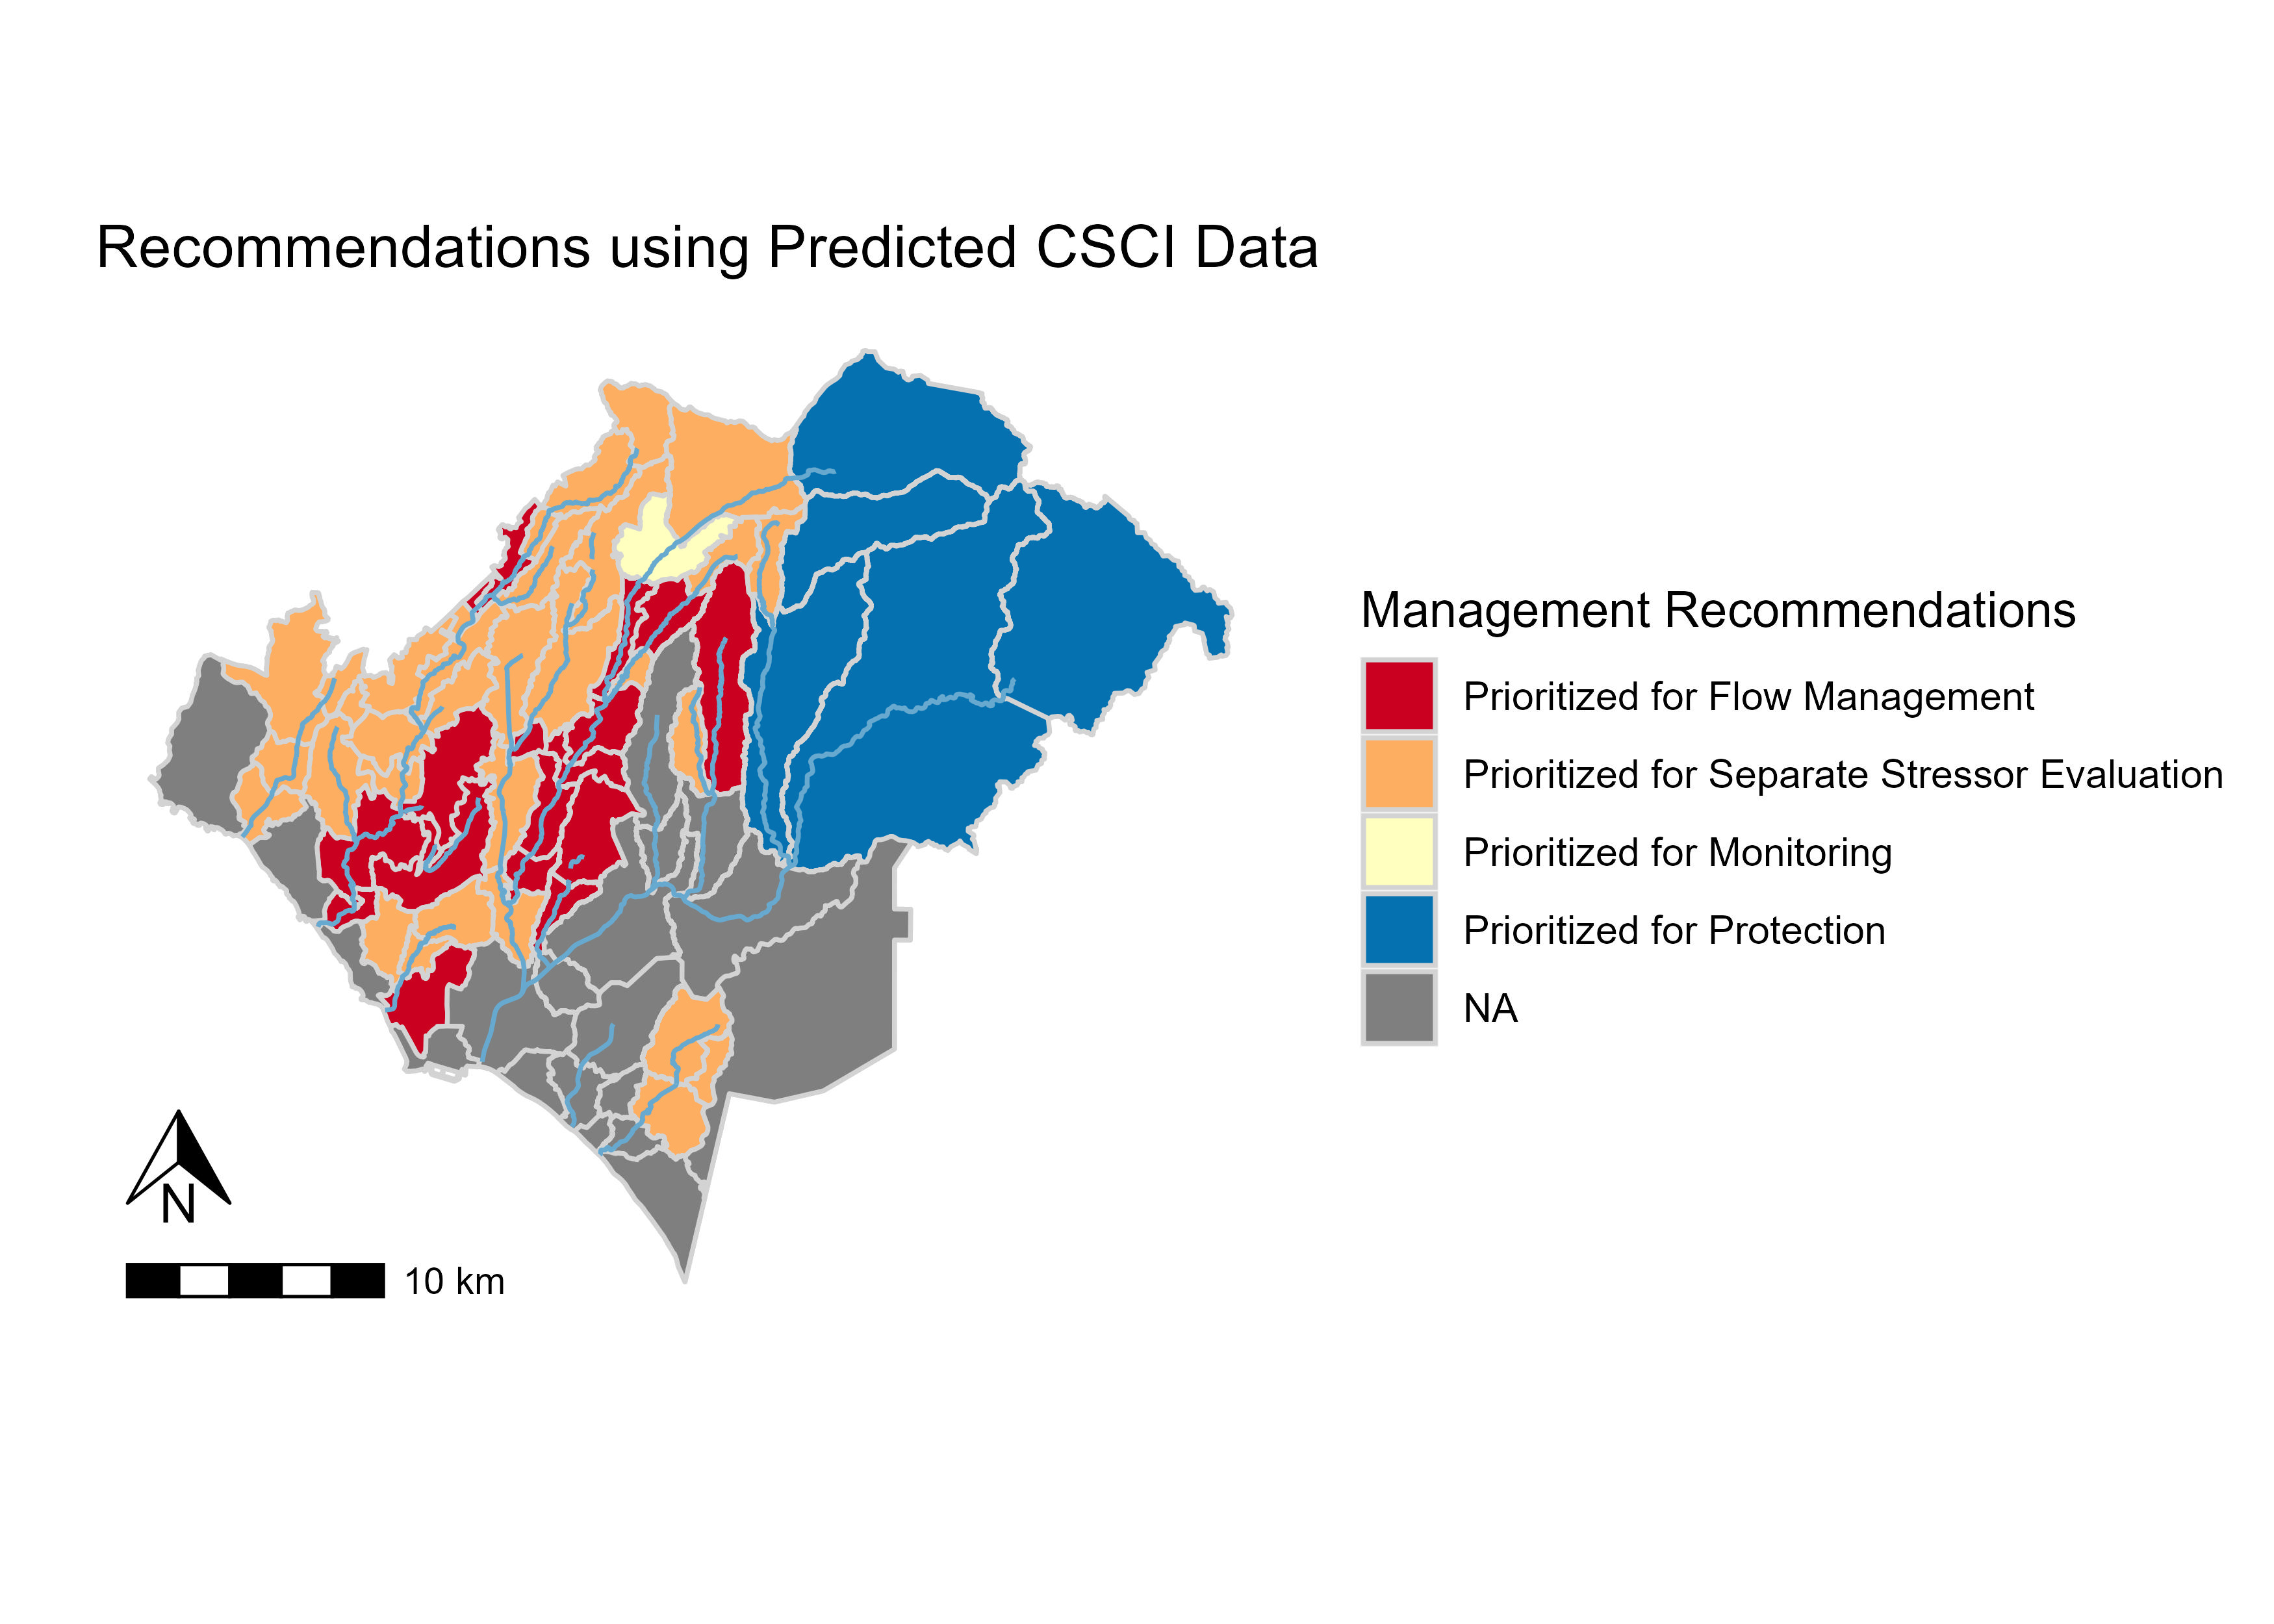 Recommendations using Predicted CSCI Data
Management Recommendations
Prioritized for Flow Management
Prioritized for Separate Stressor Evaluation
Prioritized for Monitoring
Prioritized for Protection
NA
N
10 km